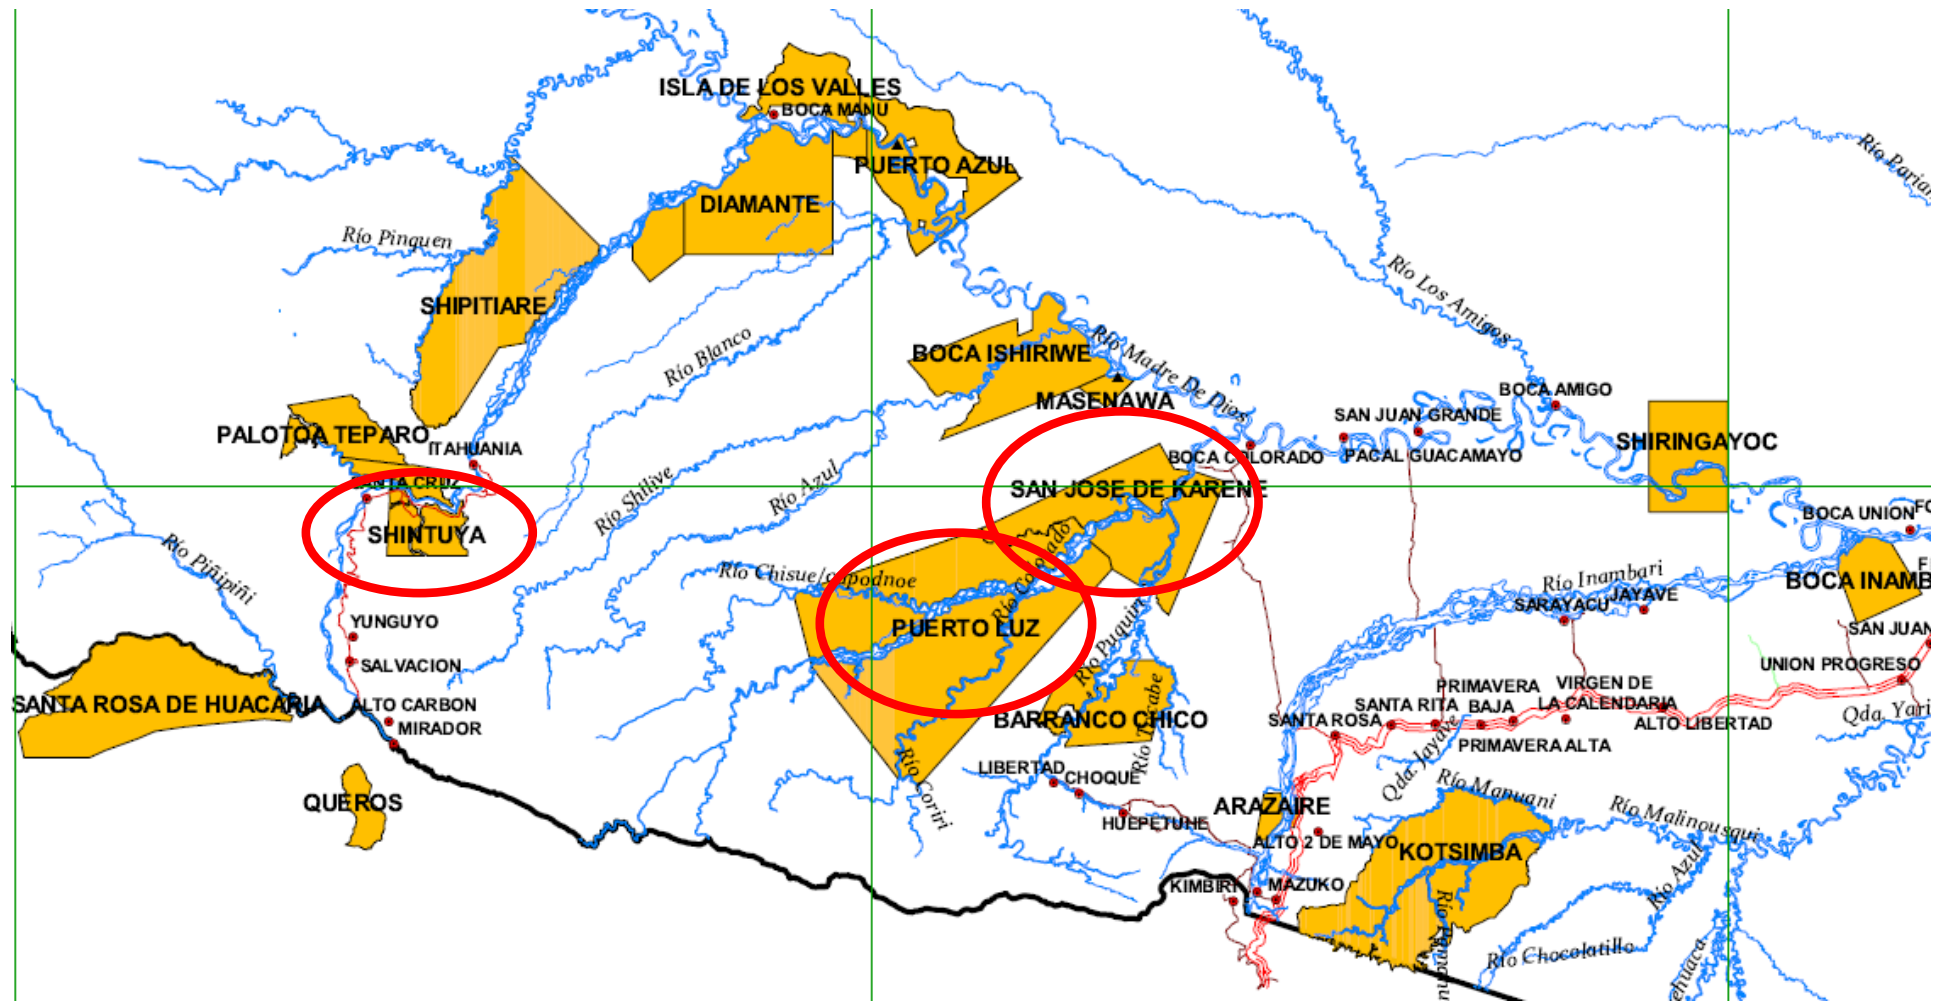 ISLA DE LOS VALLES
BOCA MANU
PUERTO AZUL
Río
DIAMANTE
Río Pinquen
SHIPITIARE
Río Los Amigos
Río Blanco
BOCA ISHIRIWE
Río Madre De Dios
MASENAWA
BOCA AMIGO
SAN JUAN GRANDE
PALOTOA TEPARO
ITAHUANIA
SHIRINGAYOC
BOCA COLORADO
PACAL GUACAMAYO
SANTA CRUZ
SAN JOSE DE KARENE
Río Shilive
Río Azul
SHINTUYA
BOCA UNION
FO
Río Piñipiñi
Río Chisue/
Río Colorado
Río Inambari
BOCA INAMB
F
SARAYACU
JAYAVE
YUNGUYO
PUERTO LUZ
Río Puquiri
SAN JUAN
SALVACION
UNION PROGRESO
SANTA ROSA DE HUACARIA
ALTO CARBON
MIRADOR
BARRANCO CHICO
SANTA ROSA
SANTA RITA
PRIMAVERA
BAJA
VIRGEN DE
LA CALENDARIA
ALTO LIBERTAD
Qda. Yari
PRIMAVERA ALTA
Qda. Jayave
LIBERTAD
CHOQUE
Río Coriri
QUEROS
HUEPETUHE
ARAZAIRE
Río Manuani
Río Malinousqui
ALTO 2 DE MAYO
KOTSIMBA
Río Azul
KIMBIRI
MAZUKO
Río Chocolatillo
ehuaca